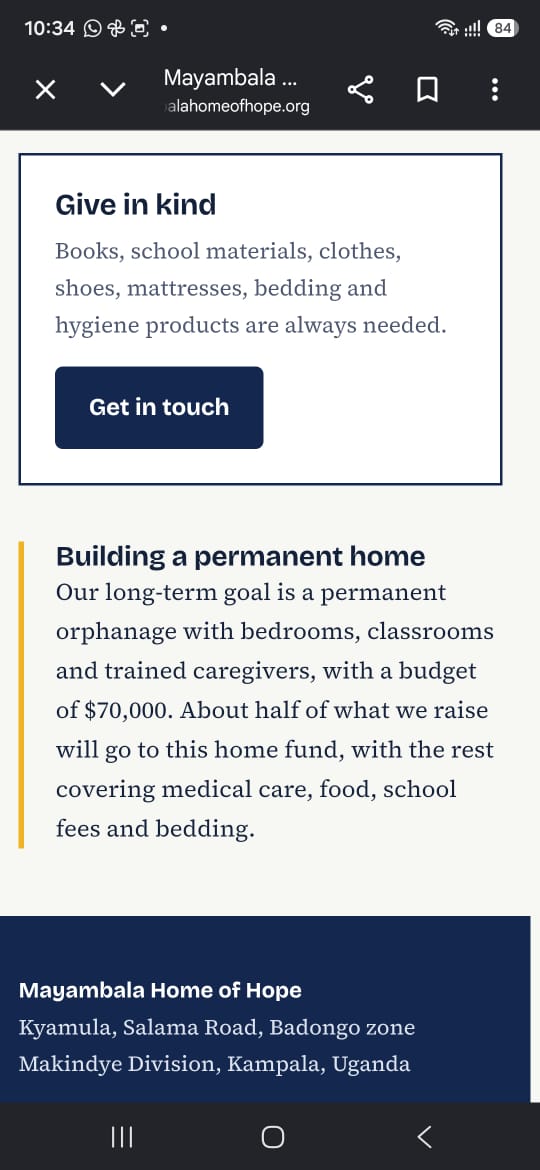 10:34
84
Mayambala ...
alahomeofhope.org
Give in kind
Books, school materials, clothes,
shoes, mattresses, bedding and
hygiene products are always needed.
Get in touch
Building a permanent home
Our long-term goal is a permanent
orphanage with bedrooms, classrooms
and trained caregivers, with a budget
of $70,000. About half of what we raise
will go to this home fund, with the rest
covering medical care, food, school
fees and bedding.
Mayambala Home of Hope
Kyamula, Salama Road, Badongo zone
Makindye Division, Kampala, Uganda